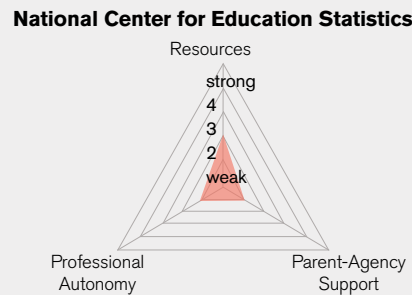 National Center for Education Statistics
Resources
strong
4
3
2
weak
Professional
Autonomy
Parent-Agency
Support